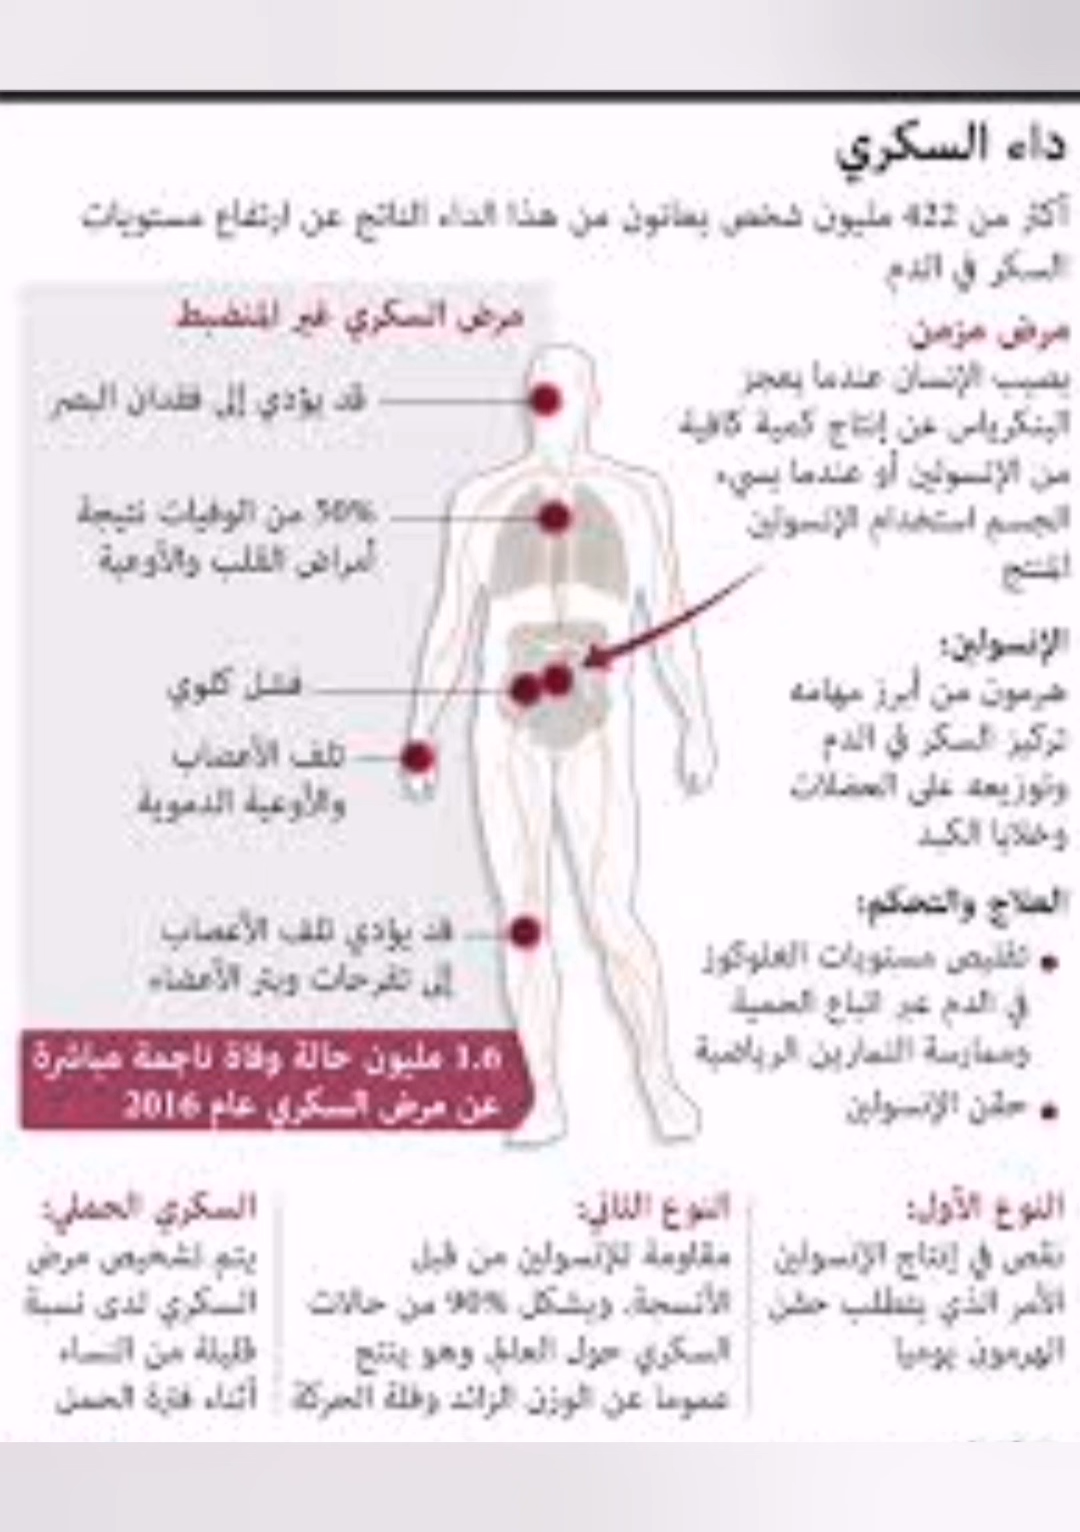 داء السكري
أكثر من 422 مليون شخص يعانون من هذا الداء الناتج عن ارتفاع مستويات
السكر في الدم
مرض مزمن
يصيب الإنسان عندما يعجز
البنكرياس عن إنتاج كمية كافية
من الإنسولين أو عندما يسيء
الجسم استخدام الإنسولين
المنتج
الإنسولين:
هرمون من أبرز مهامه
تركيز السكر في الدم
وتوزيعه على العضلات
وخلايا الكبد
العلاج والتحكم:
• تقليص مستويات الغلوكوز
في الدم عبر اتباع الحمية
وممارسة التمارين الرياضية
• حقن الإنسولين
مرض السكري غير المنضبط
قد يؤدي إلى فقدان البصر
50% من الوفيات نتيجة
أمراض القلب والأوعية
فشل كلوي
تلف الأعصاب
والأوعية الدموية
قد يؤدي تلف الأعصاب
إلى تقرحات وبتر الأعضاء
1.6 مليون حالة وفاة ناجمة مباشرة
عن مرض السكري عام 2016
النوع الأول:
نقص في إنتاج الإنسولين
الأمر الذي يتطلب حقن
الهرمون يوميا
النوع الثاني:
مقاومة للإنسولين من قبل
الأنسجة. ويشكل 90% من حالات
السكري حول العالم وهو ينتج
عموما عن الوزن الزائد وقلة الحركة
السكري الحملي:
يتم تشخيص مرض
السكري لدى نسبة
قليلة من النساء
أثناء فترة الحمل